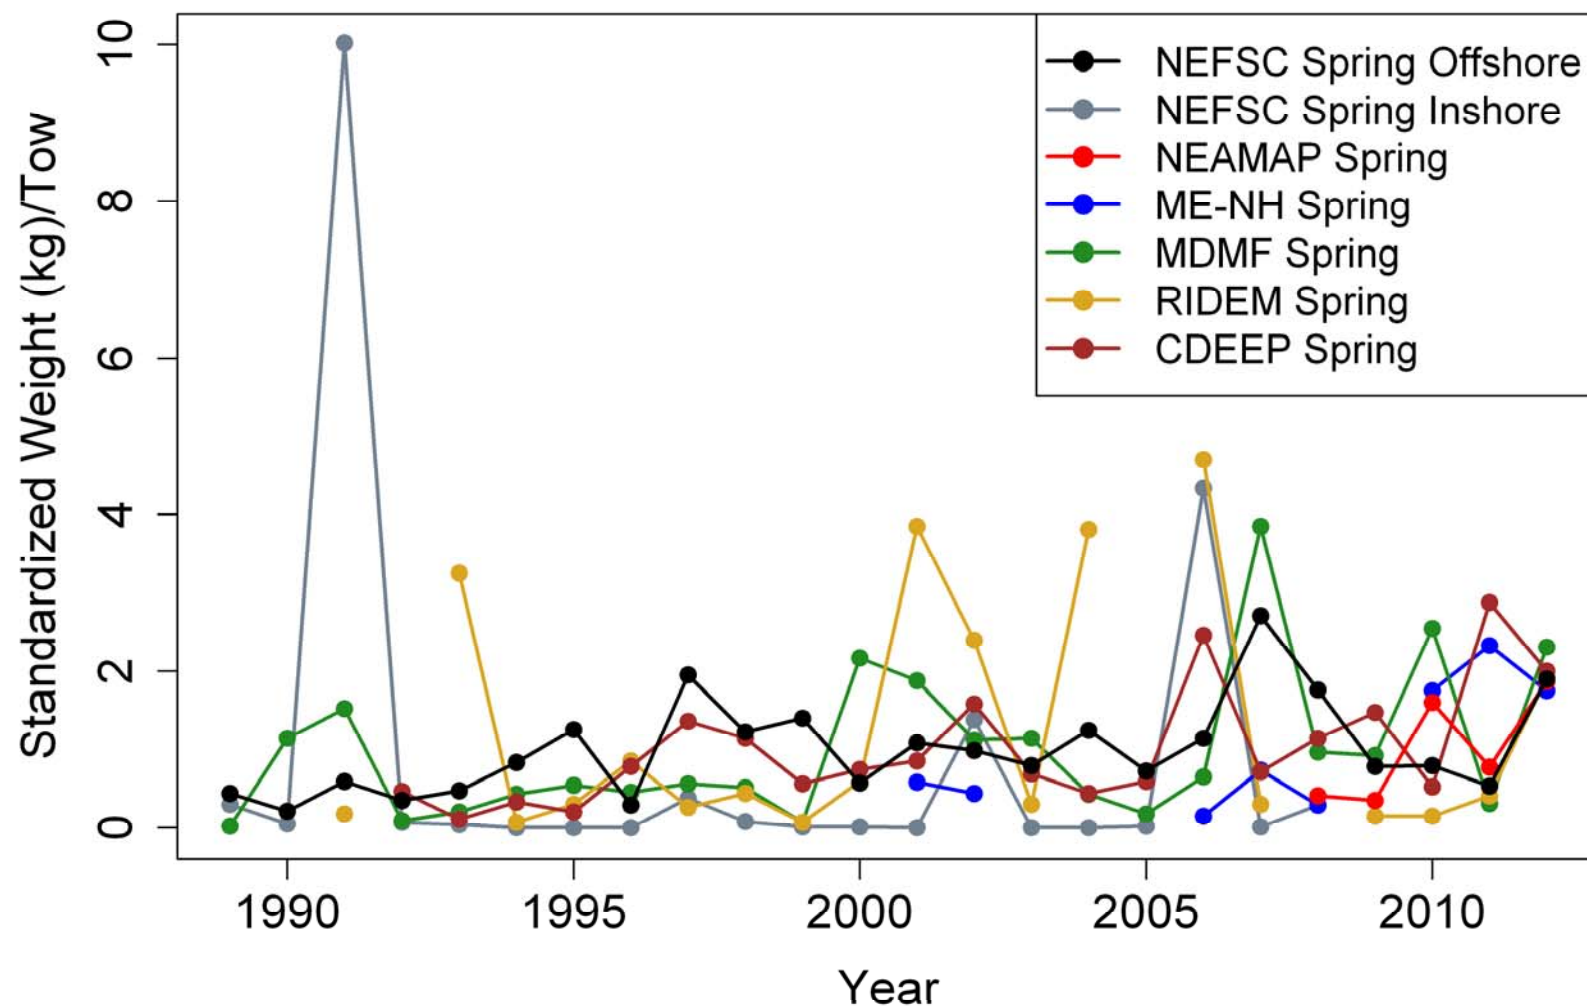 Standardized Weight (kg)/Tow
10
8
6
4
2
0
NEFSC Spring Offshore
NEFSC Spring Inshore
NEAMAP Spring
ME-NH Spring
MDMF Spring
RIDEM Spring
CDEEP Spring
1990
1995
2000
2005
2010
Year